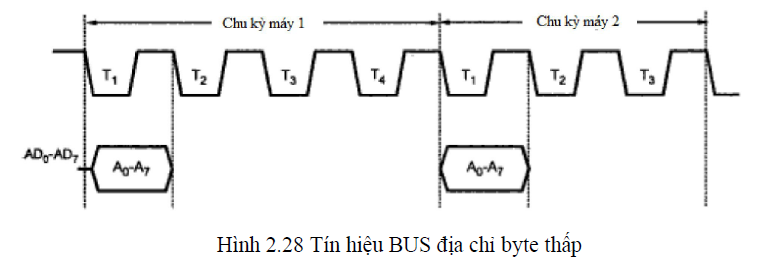 Chu kỳ máy 1 Chu kỳ máy 2
T1 T2 T3 T4 T1 T2 T3
AD0-AD7 A0-A7 A0-A7
Hình 2.28 Tín hiệu BUS địa chỉ byte thấp